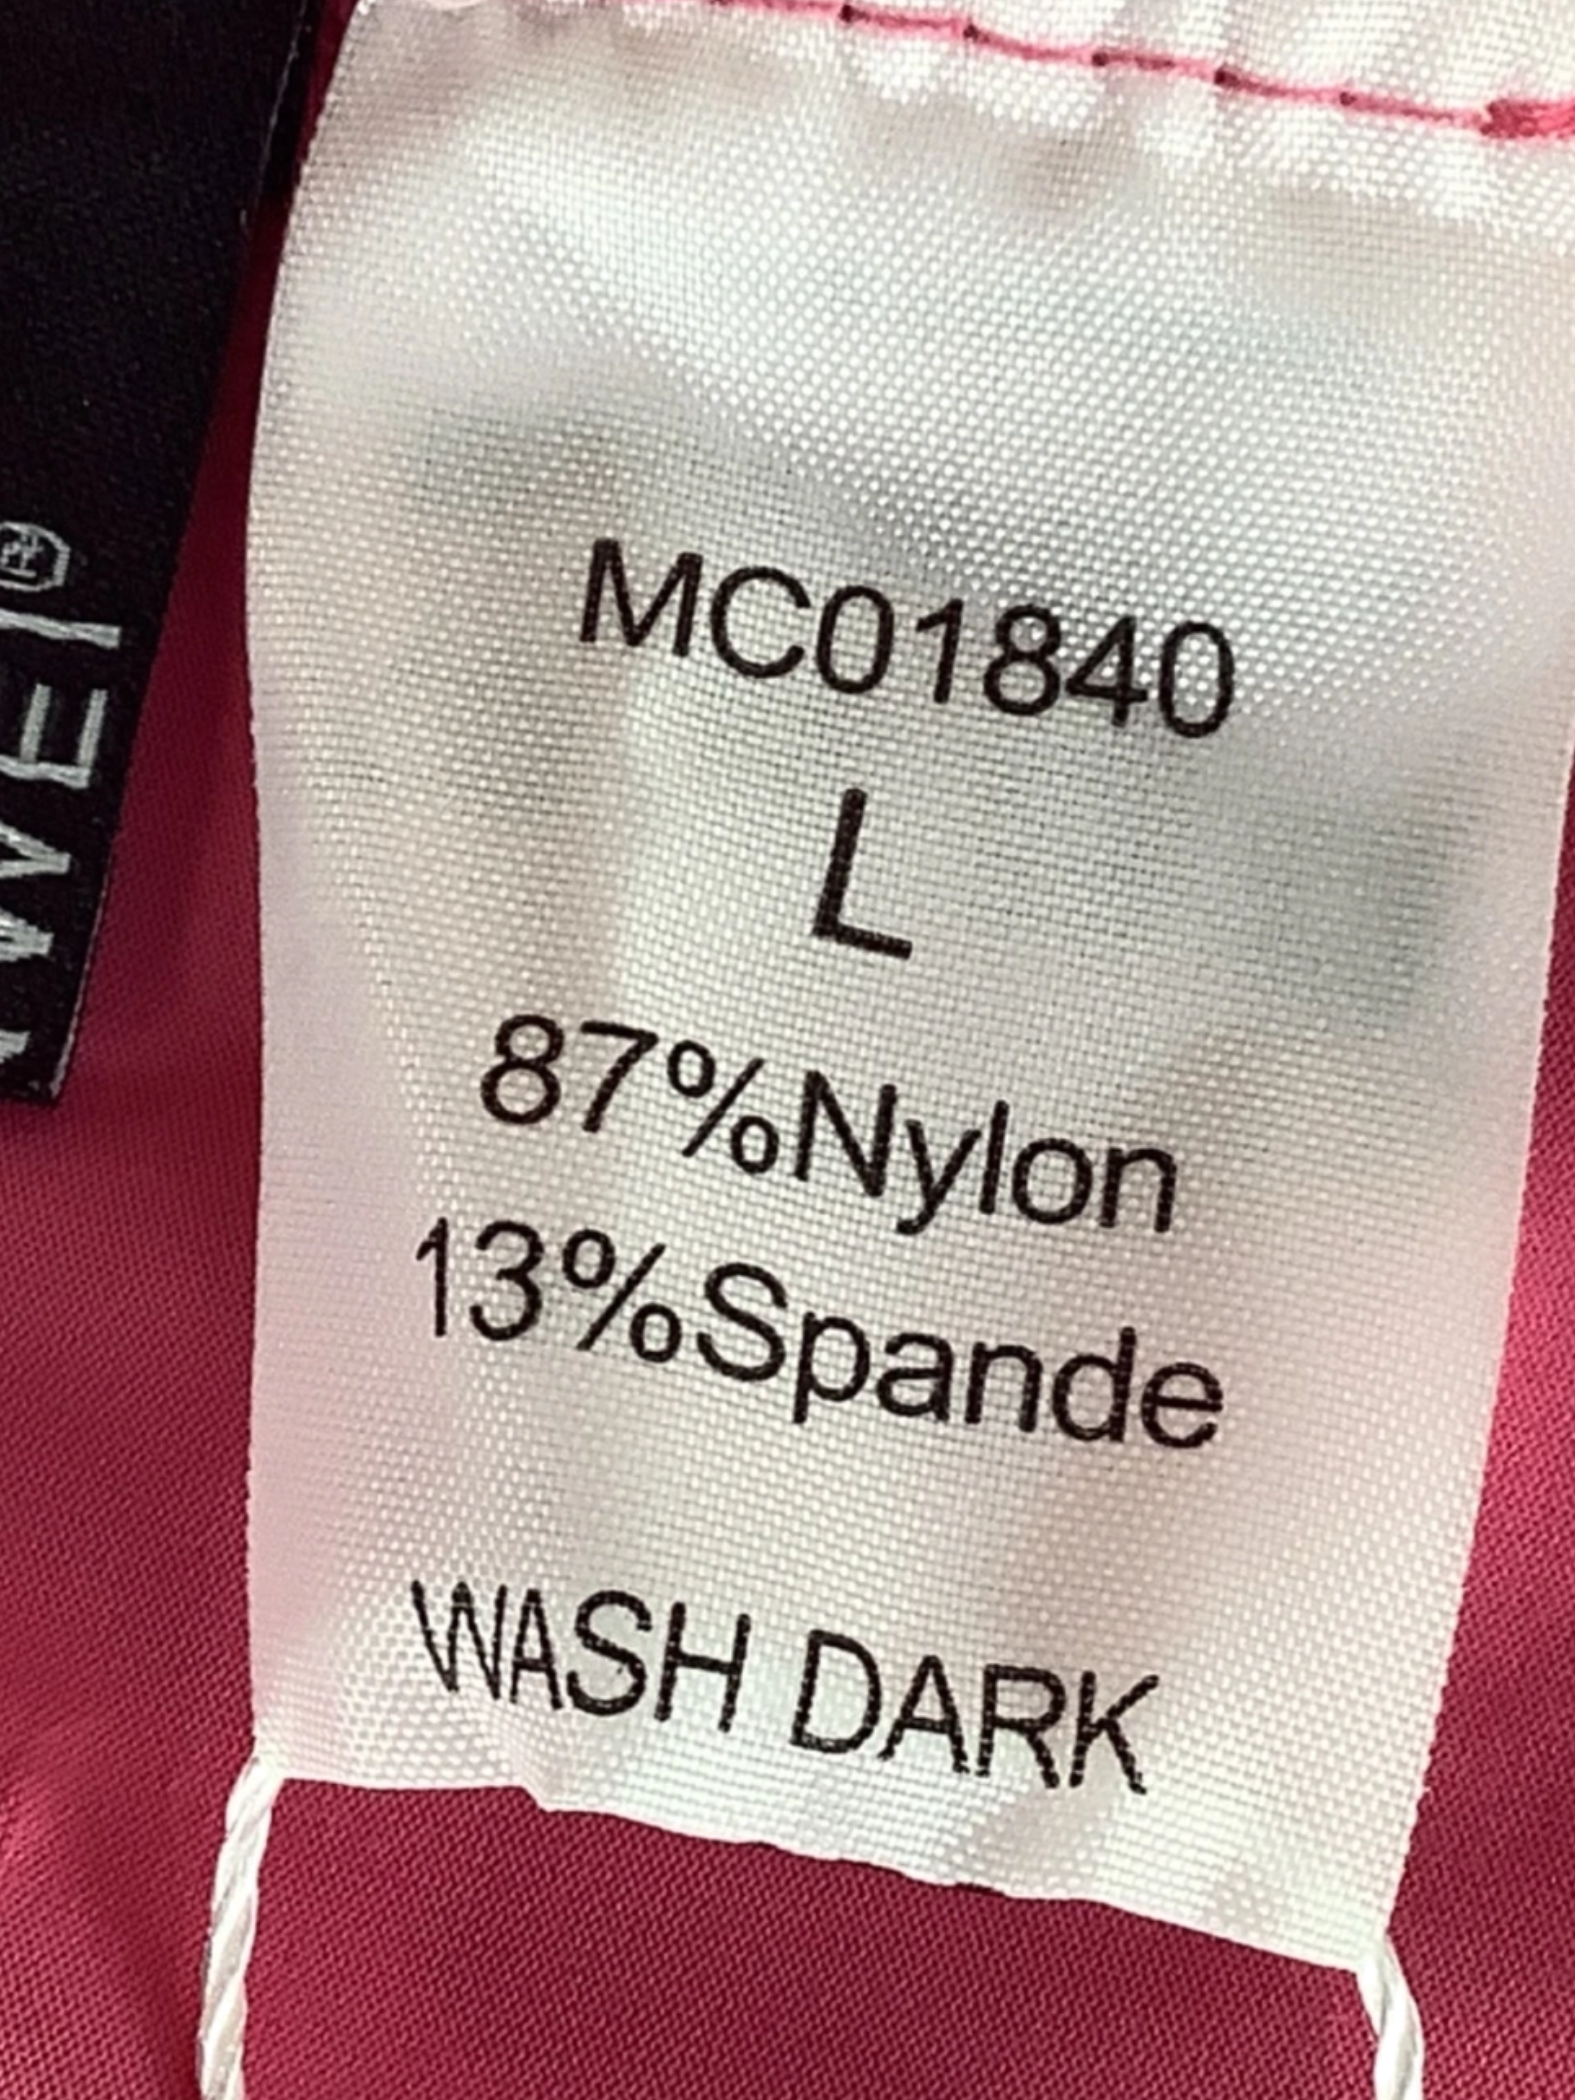 MC01840
L
87%Nylon
13%Spande
WASH DARK